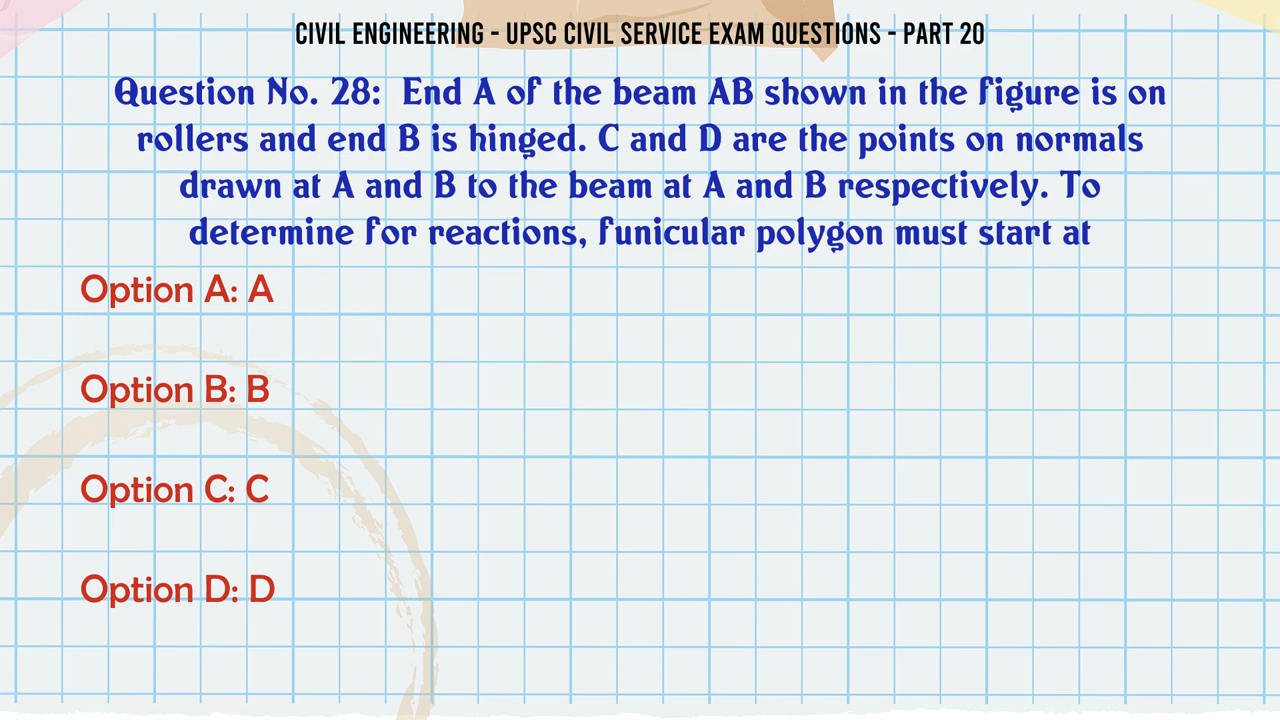 CIVIL ENGINEERING - UPSC CIVIL SERVICE EXAM QUESTIONS - PART 20
Question No. 28: End A of the beam AB shown in the figure is on
rollers and end B is hinged. C and D are the points on normals
drawn at A and B to the beam at A and B respectively. To
determine for reactions, funicular polygon must start at
Option A: A
Option B: B
Option C: C
Option D: D